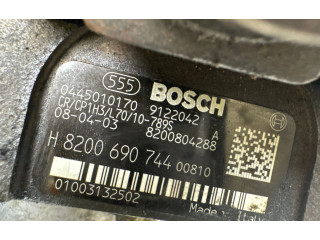 555 BOSCH
0445010170 9122042
CR/CP1H3/L70/10-789S A
08-04-03 8200804288
H 8200 690 744 00810
01003132502
Made in Italy